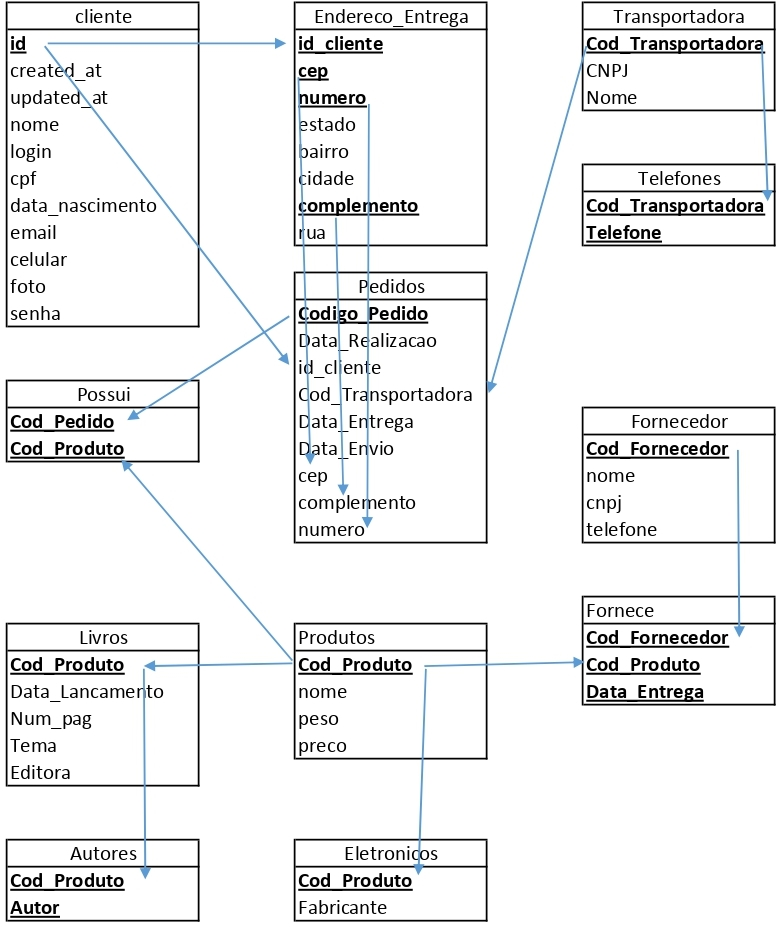 cliente
id
created_at
updated_at
nome
login
cpf
data_nascimento
email
celular
foto
senha
Endereco_Entrega
id_cliente
cep
numero
estado
bairro
cidade
complemento
rua
Transportadora
Cod_Transportadora
CNPJ
Nome
Telefones
Cod_Transportadora
Telefone
Pedidos
Codigo_Pedido
Data_Realizacao
id_cliente
Cod_Transportadora
Data_Entrega
Data_Envio
cep
complemento
numero
Possui
Cod_Pedido
Cod_Produto
Fornecedor
Cod_Fornecedor
nome
cnpj
telefone
Fornece
Cod_Fornecedor
Cod_Produto
Data_Entrega
Livros
Cod_Produto
Data_Lancamento
Num_pag
Tema
Editora
Produtos
Cod_Produto
nome
peso
preco
Autores
Cod_Produto
Autor
Eletronicos
Cod_Produto
Fabricante